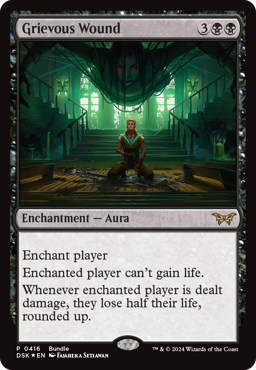 Grievous Wound 3
Enchantment — Aura
Enchant player
Enchanted player can't gain life.
Whenever enchanted player is dealt
damage, they lose half their life,
rounded up.
P 0416 Bundle ™ & © 2024 Wizards of the Coast
DSK EN Fajareka Setiawan